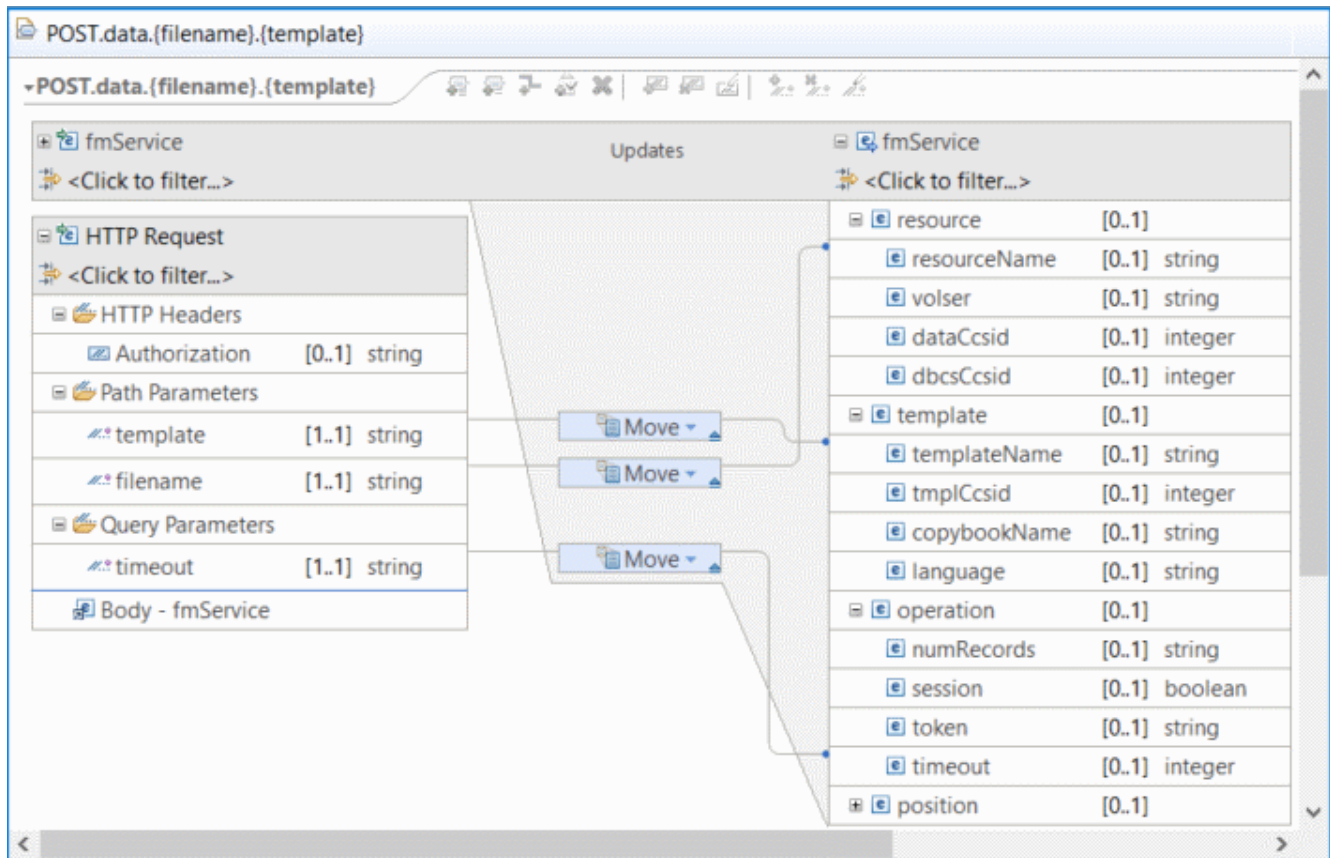 POST.data.{filename}.{template}
POST.data.{filename}.{template}
fmService
<Click to filter...>
HTTP Request
<Click to filter...>
HTTP Headers
Authorization [0..1] string
Path Parameters
template [1..1] string
filename [1..1] string
Query Parameters
timeout [1..1] string
Body - fmService
Updates
Move
Move
Move
fmService
<Click to filter...>
resource [0..1]
resourceName [0..1] string
volser [0..1] string
dataCcsid [0..1] integer
dbcsCcsid [0..1] integer
template [0..1]
templateName [0..1] string
tmplCcsid [0..1] integer
copybookName [0..1] string
language [0..1] string
operation [0..1]
numRecords [0..1] string
session [0..1] boolean
token [0..1] string
timeout [0..1] integer
position [0..1]